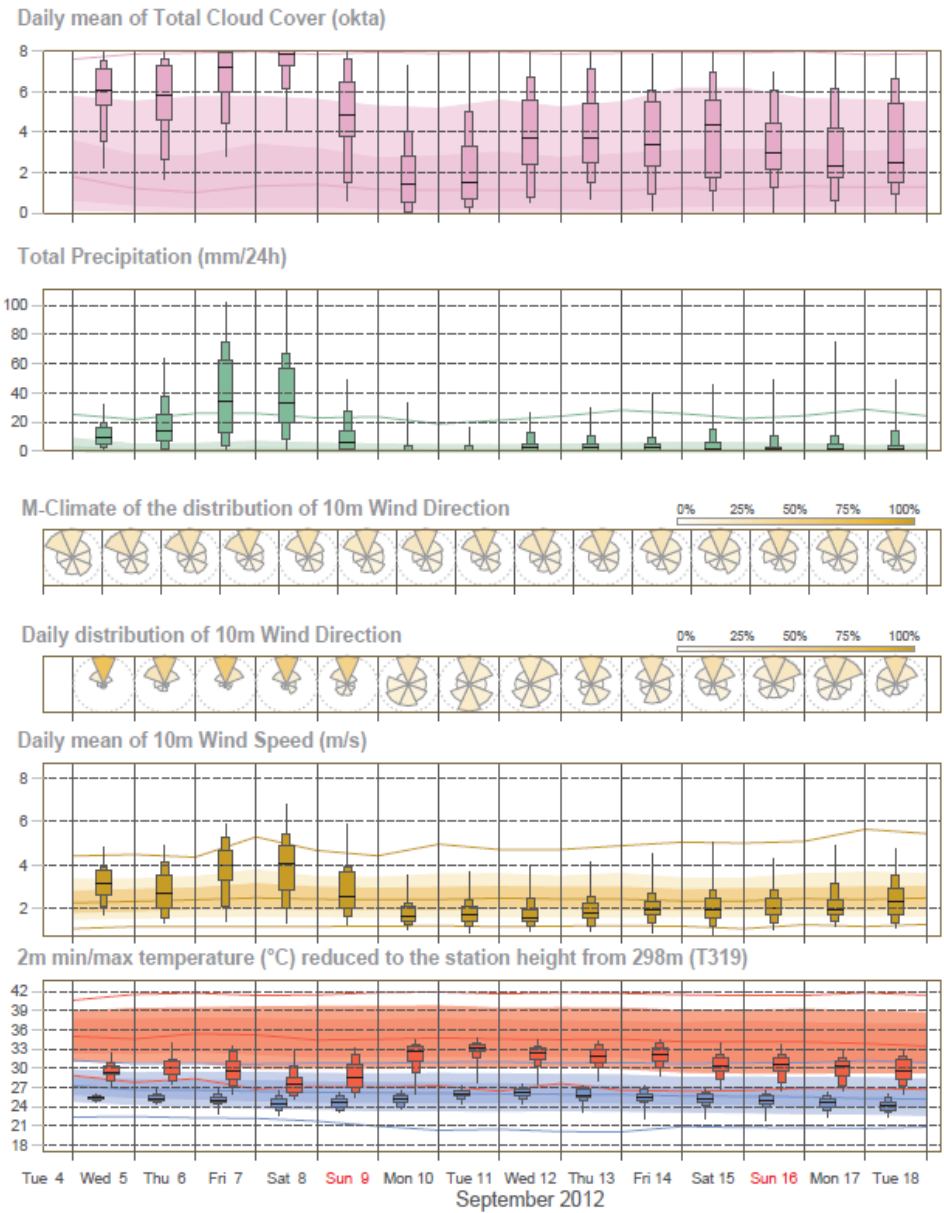 Daily mean of Total Cloud Cover (okta)
8
6
4
2
0
Total Precipitation (mm/24h)
100
80
60
40
20
0
M-Climate of the distribution of 10m Wind Direction
0% 25% 50% 75% 100%
Daily distribution of 10m Wind Direction
0% 25% 50% 75% 100%
Daily mean of 10m Wind Speed (m/s)
8
6
4
2
2m min/max temperature (°C) reduced to the station height from 298m (T319)
42
39
36
33
30
27
24
21
18
Tue 4 Wed 5 Thu 6 Fri 7 Sat 8 Sun 9 Mon 10 Tue 11 Wed 12 Thu 13 Fri 14 Sat 15 Sun 16 Mon 17 Tue 18
September 2012